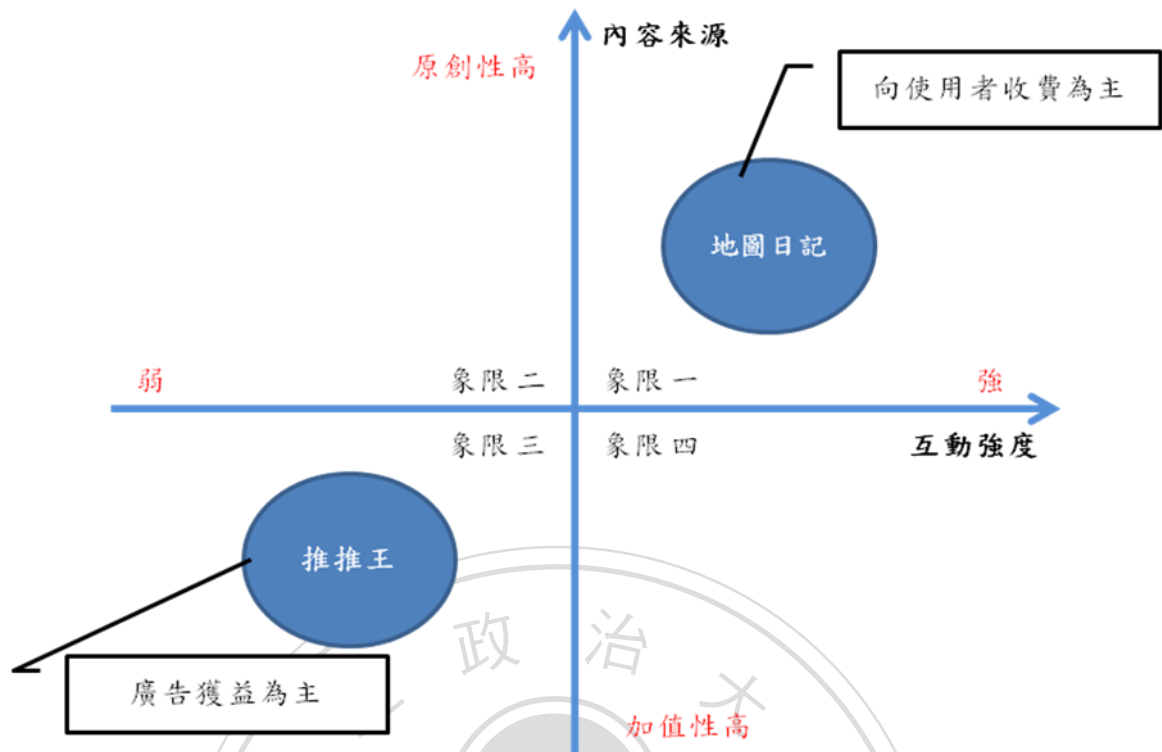 內容來源
原創性高
向使用者收費為主
地圖日記
弱
象限二
象限一
強
象限三
象限四
互動強度
推推王
政治大
廣告獲益為主
加值性高